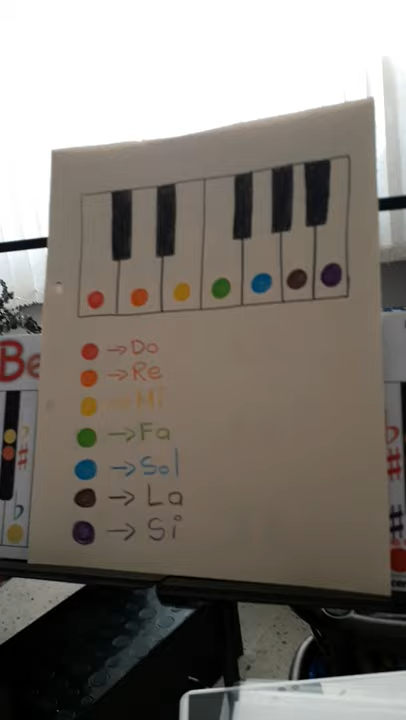 →Do
→Re
→Mi
→Fa
→Sol
→La
→Si
Be
♭
#
♭
♭
#
#